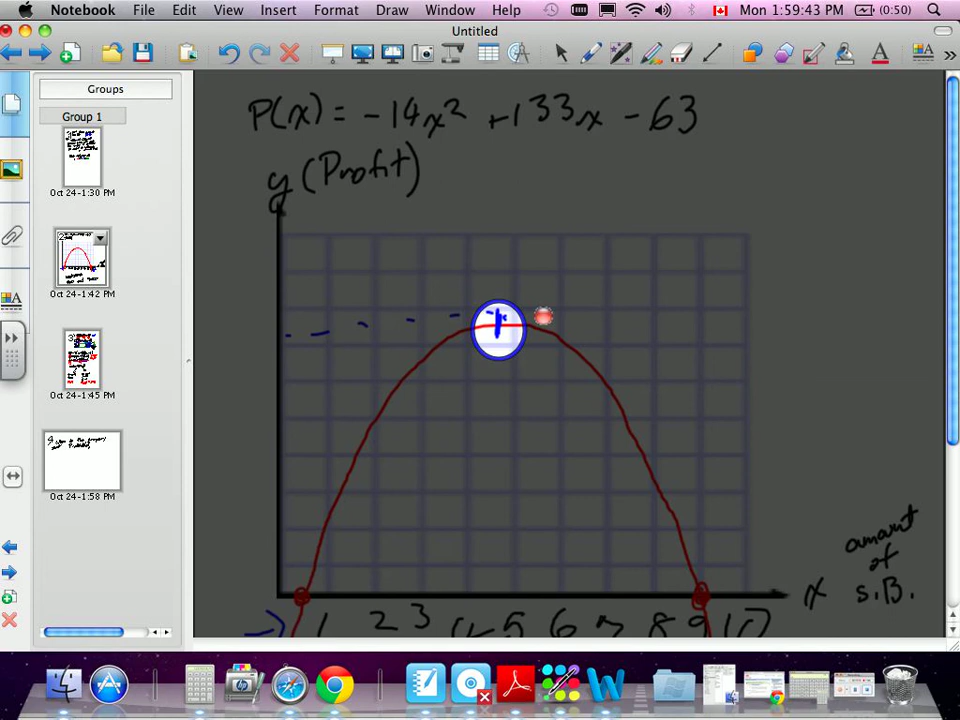 Notebook File Edit View Insert Format Draw Window Help Mon 1:59:43 PM (0:50)
Untitled
Groups
Group 1
Oct 24-1:30 PM
Oct 24-1:42 PM
Oct 24-1:45 PM
Oct 24-1:58 PM
P(x) = -14x² +133x -63
y (Profit)
amount
of
S.B.
x
1 2 3 4 5 6 7 8 9 10